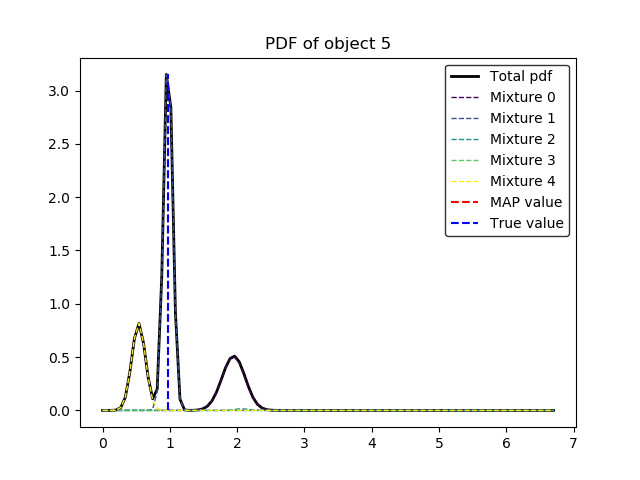 PDF of object 5
Total pdf
Mixture 0
Mixture 1
Mixture 2
Mixture 3
Mixture 4
MAP value
True value
3.0
2.5
2.0
1.5
1.0
0.5
0.0
0 1 2 3 4 5 6 7